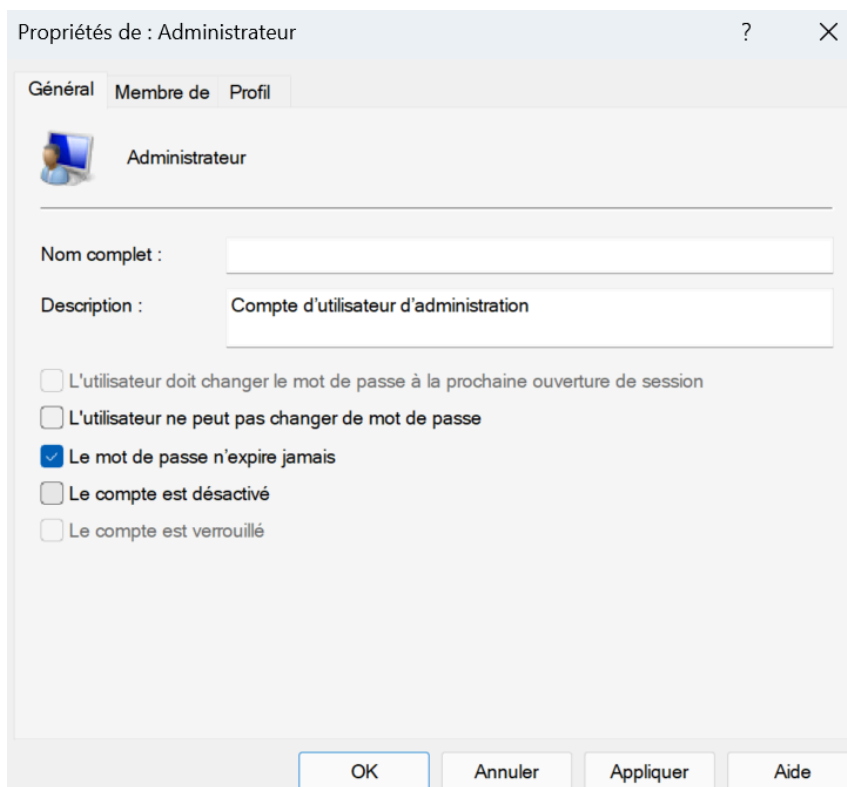 Propriétés de : Administrateur ?
Général Membre de Profil
Administrateur
Nom complet :
Description : Compte d'utilisateur d'administration
L'utilisateur doit changer le mot de passe à la prochaine ouverture de session
L'utilisateur ne peut pas changer de mot de passe
Le mot de passe n'expire jamais
Le compte est désactivé
Le compte est verrouillé
OK Annuler Appliquer Aide